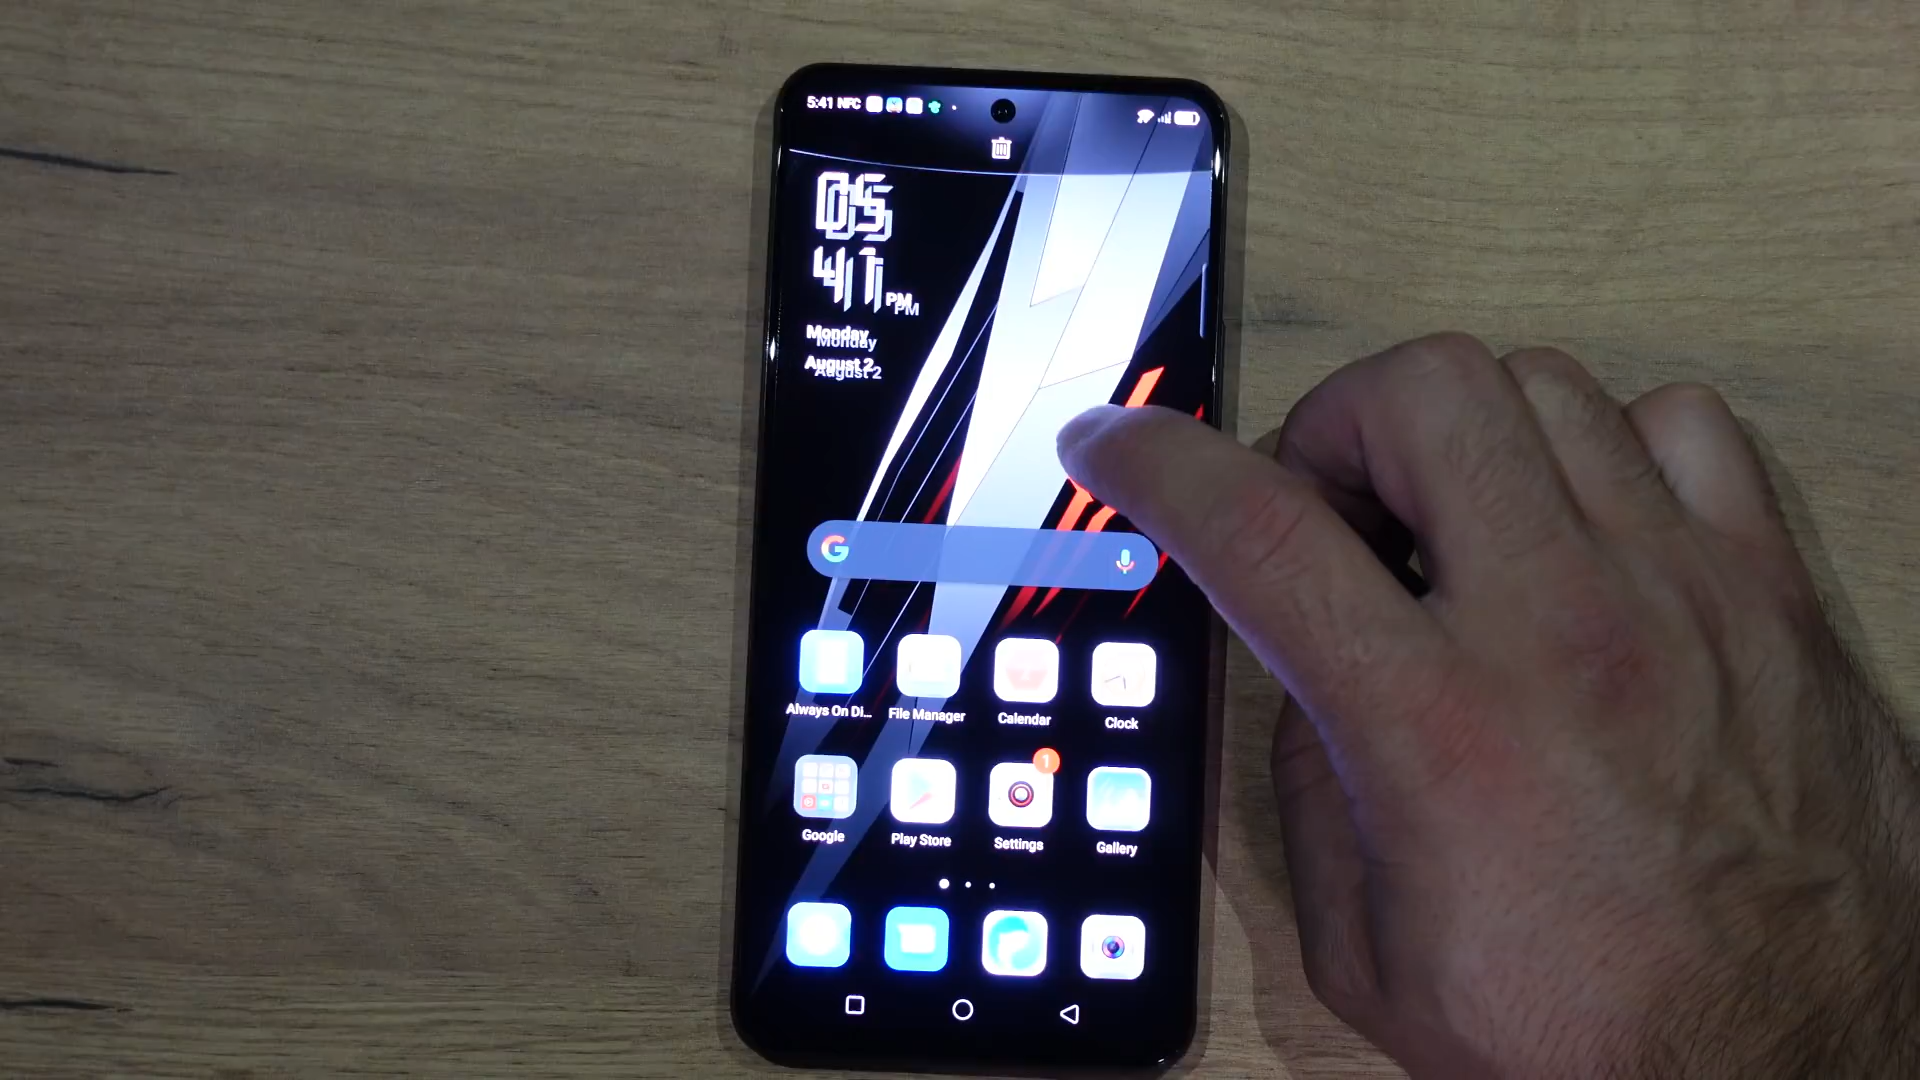 5:41 NFC
05
41 PM
Monday
August 2
G
Always On Di... File Manager Calendar Clock
1
Google Play Store Settings Gallery